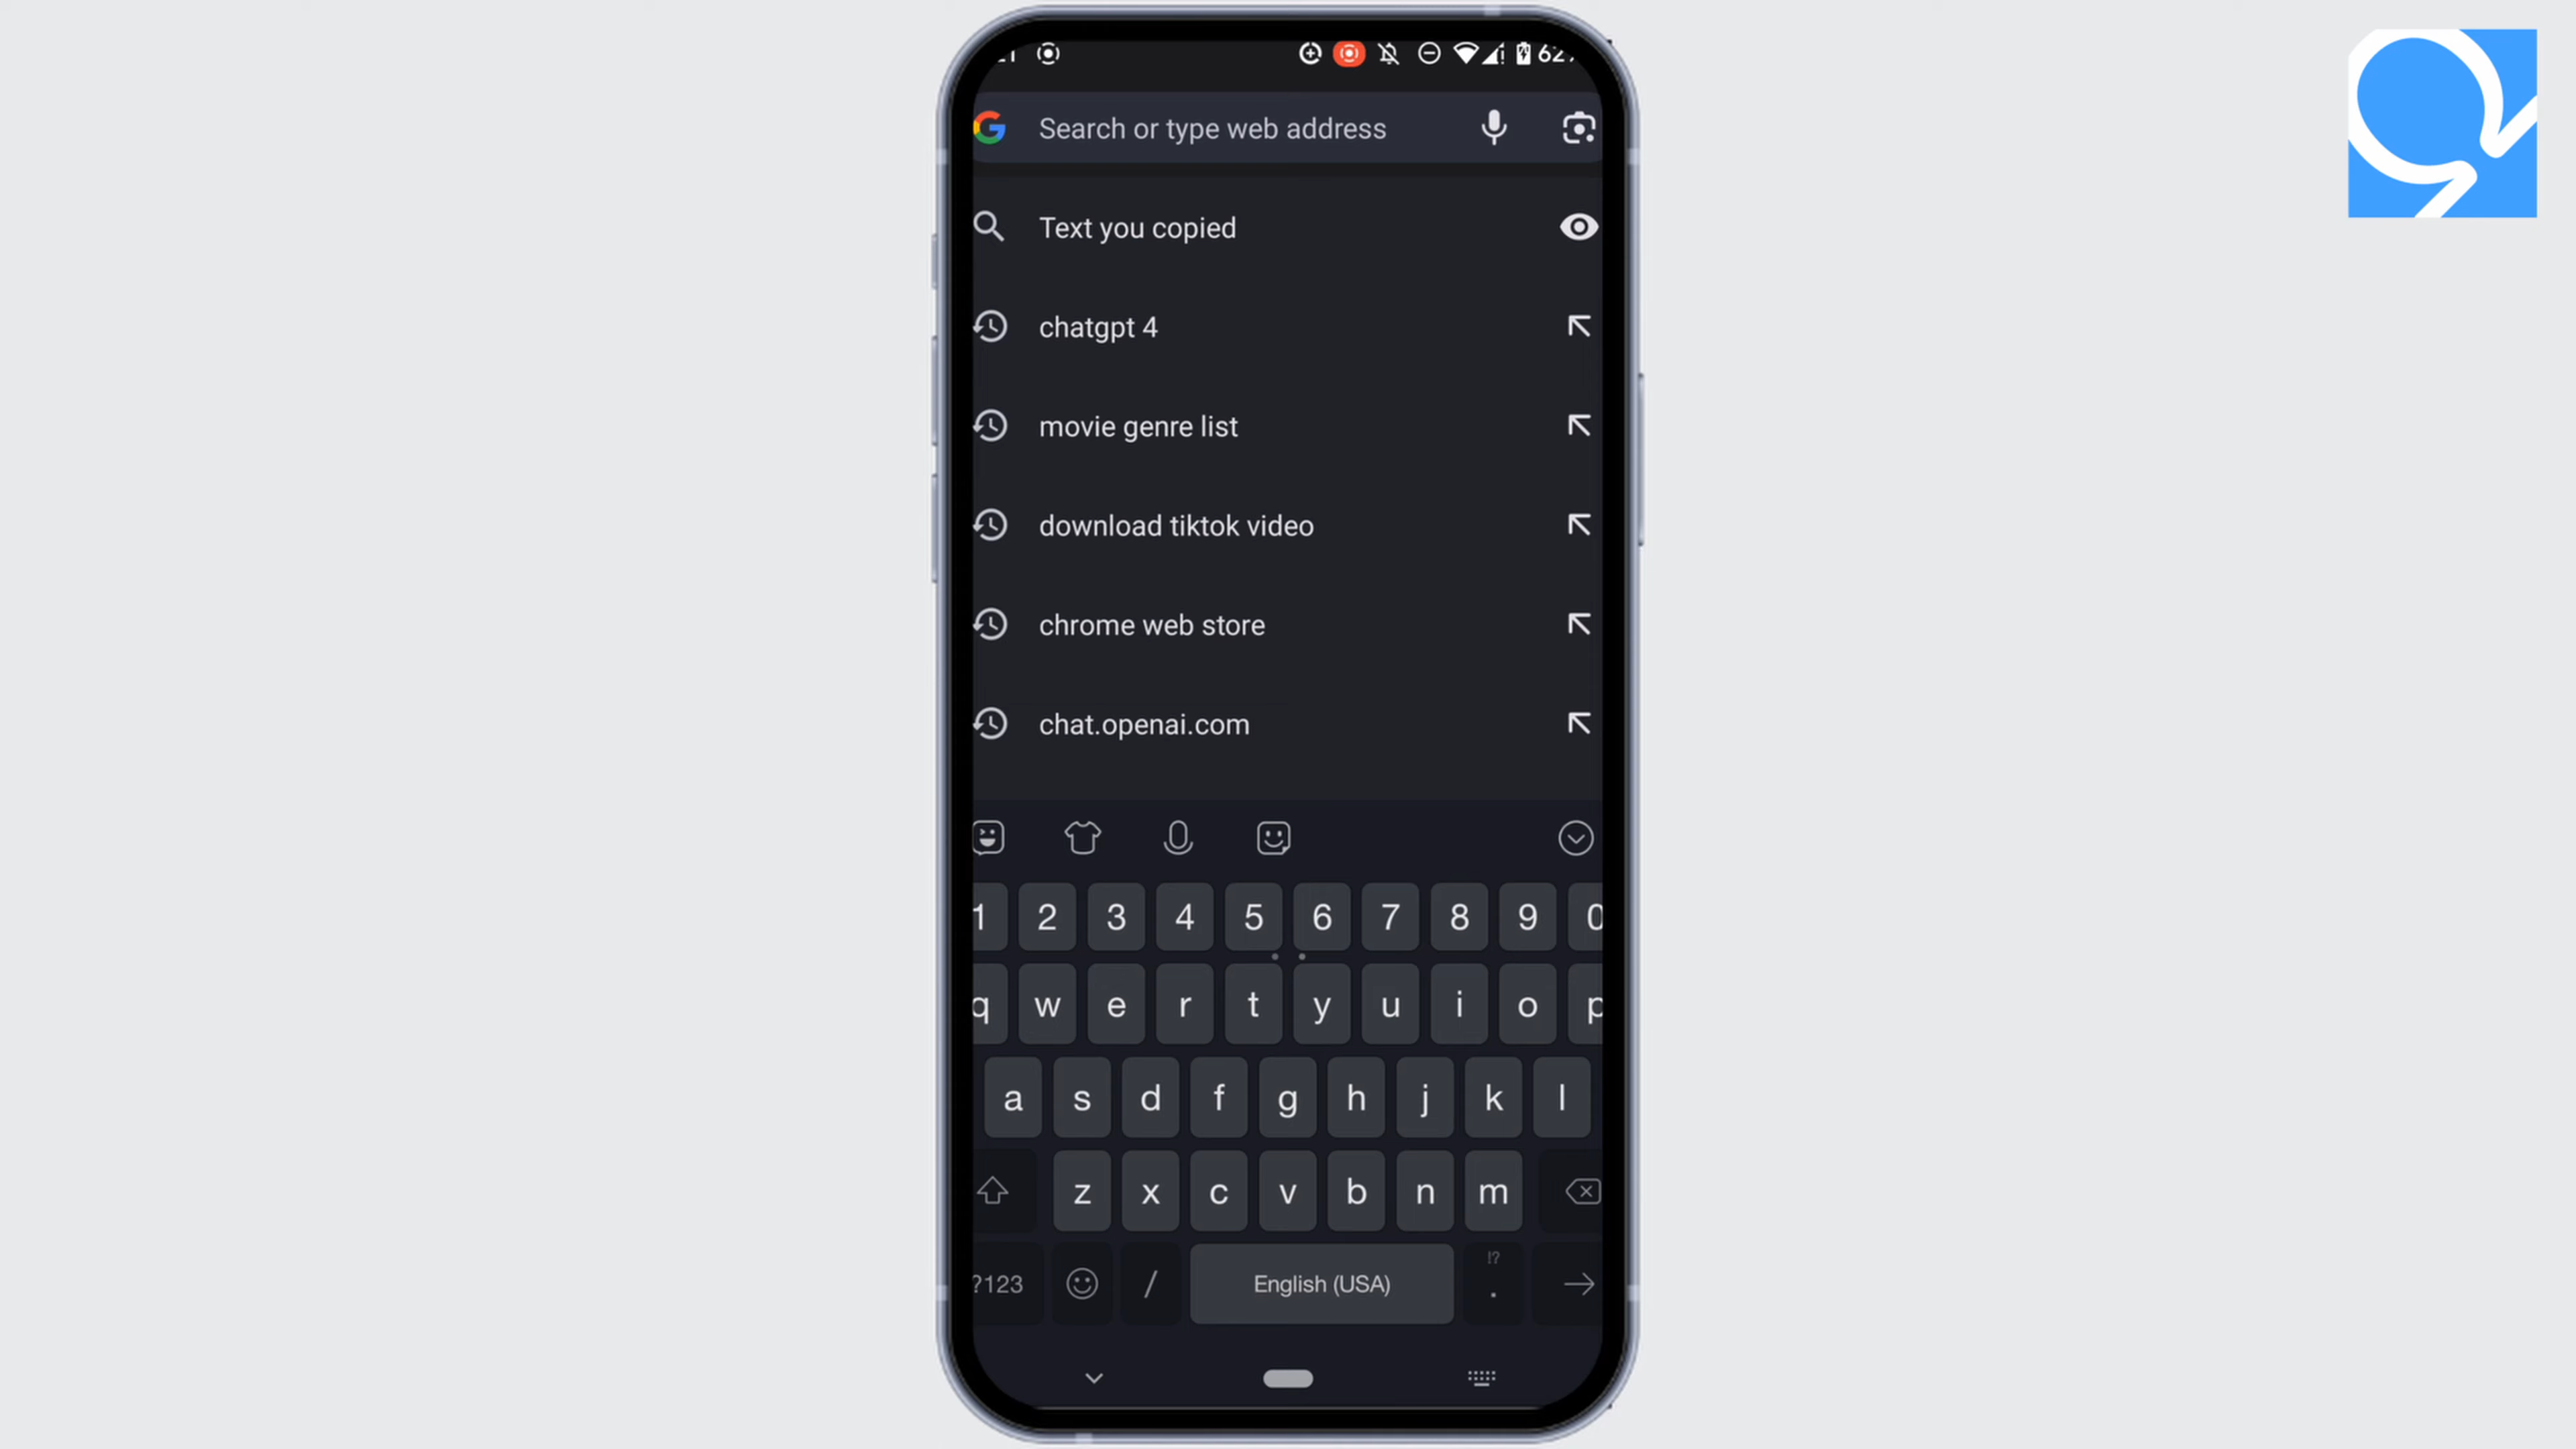 Search or type web address
Text you copied
chatgpt 4
movie genre list
download tiktok video
chrome web store
chat.openai.com
1 2 3 4 5 6 7 8 9 0
q w e r t y u i o p
a s d f g h j k l
z x c v b n m
!?
?123 / English (USA) .